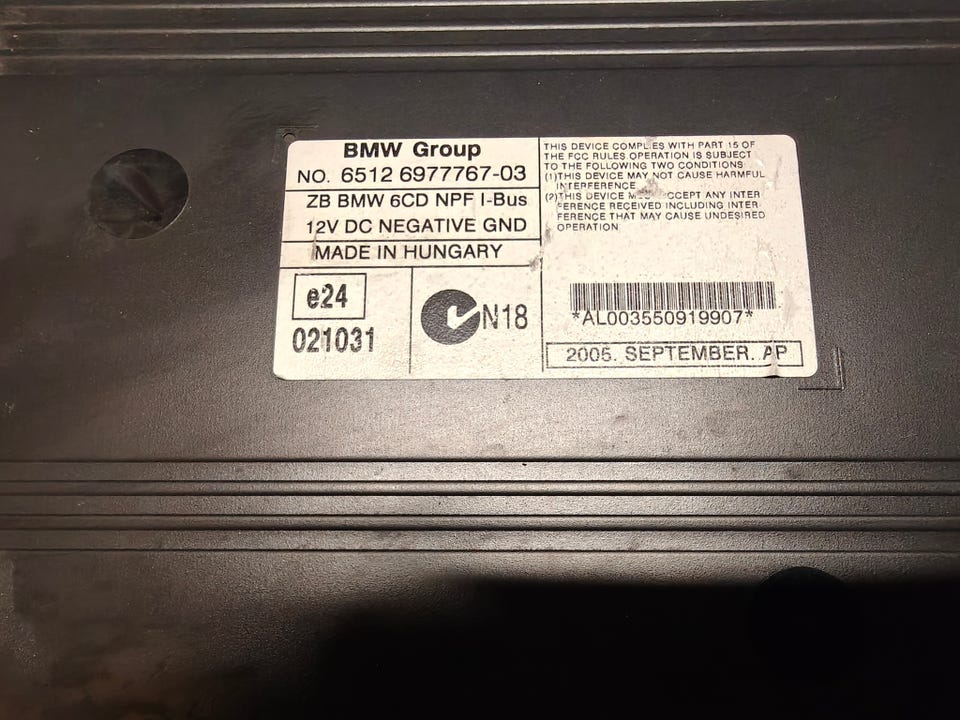 BMW Group
NO. 6512 6977767-03
ZB BMW 6CD NPF I-Bus
12V DC NEGATIVE GND
MADE IN HUNGARY
e24
021031
N18
THIS DEVICE COMPLIES WITH PART 15 OF
THE FCC RULES OPERATION IS SUBJECT
TO THE FOLLOWING TWO CONDITIONS
(1)THIS DEVICE MAY NOT CAUSE HARMFUL
INTERFERENCE
(2)THIS DEVICE ACCEPT ANY INTER
FERENCE RECEIVED INCLUDING INTER-
FERENCE THAT MAY CAUSE UNDESIRED
OPERATION
*AL003550919907*
2005. SEPTEMBER. AP